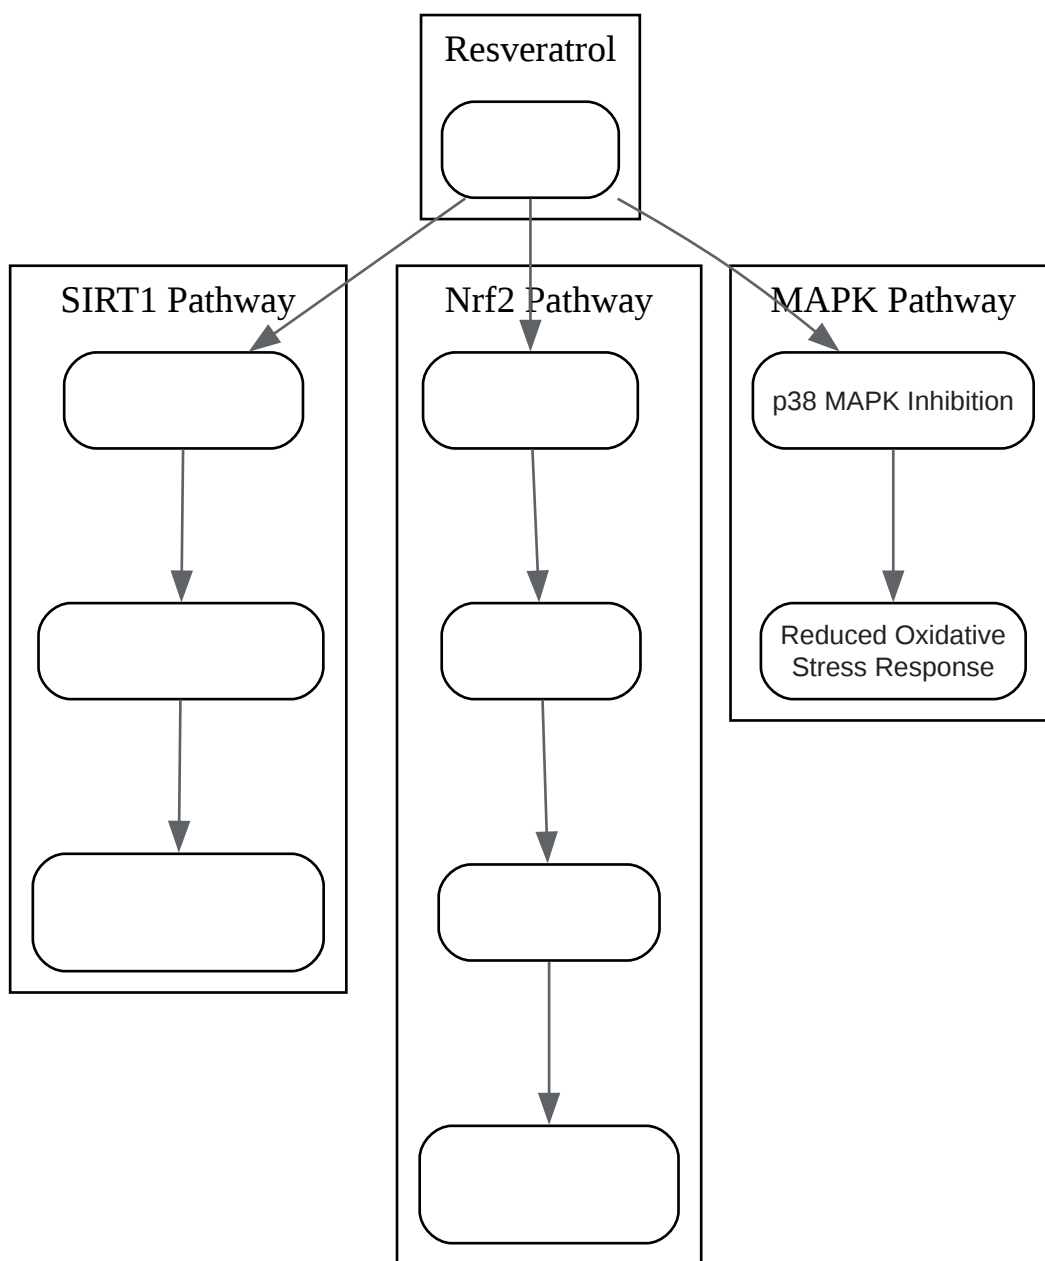 Resveratrol
SIRT1 Pathway
Nrf2 Pathway
MAPK Pathway
p38 MAPK Inhibition
Reduced Oxidative
Stress Response